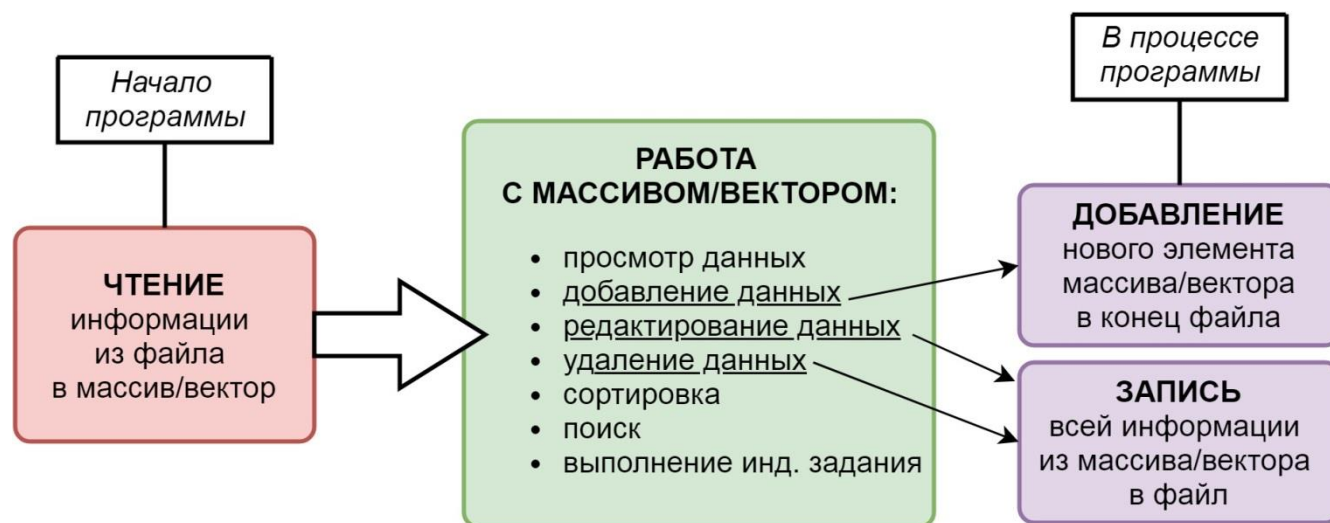 Начало
программы
ЧТЕНИЕ
информации
из файла
в массив/вектор
РАБОТА
С МАССИВОМ/ВЕКТОРОМ:
• просмотр данных
• добавление данных
• редактирование данных
• удаление данных
• сортировка
• поиск
• выполнение инд. задания
В процессе
программы
ДОБАВЛЕНИЕ
нового элемента
массива/вектора
в конец файла
ЗАПИСЬ
всей информации
из массива/вектора
в файл